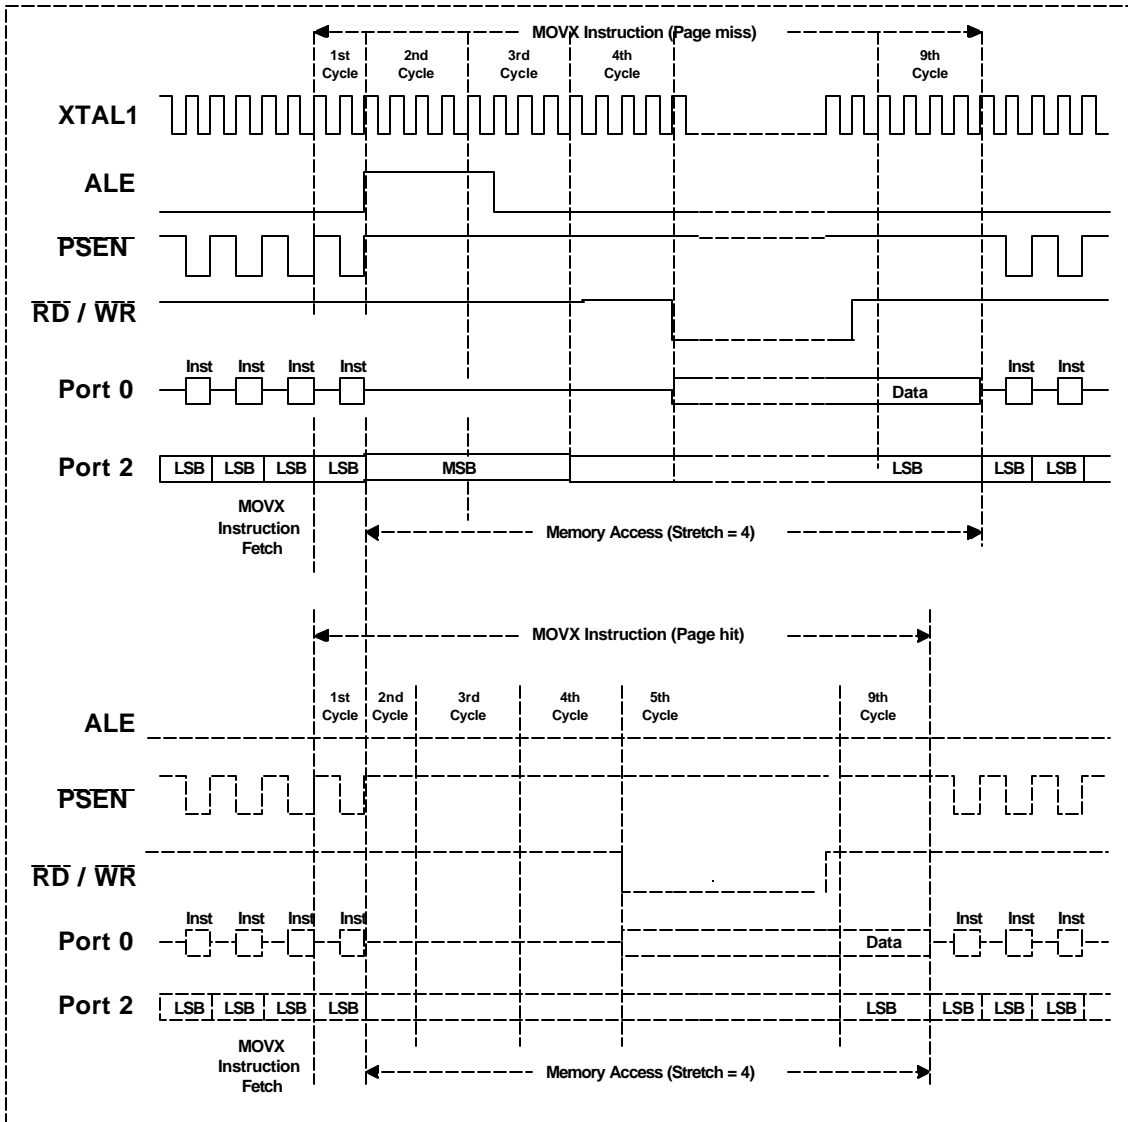 MOVX Instruction (Page miss)
1st Cycle
2nd Cycle
3rd Cycle
4th Cycle
9th Cycle
XTAL1
ALE
PSEN
RD / WR
Inst Inst Inst Inst Inst Inst
Port 0 Data
Port 2 LSB LSB LSB LSB MSB LSB LSB LSB
MOVX
Instruction
Fetch
Memory Access (Stretch = 4)
MOVX Instruction (Page hit)
1st Cycle
2nd Cycle
3rd Cycle
4th Cycle
5th Cycle
9th Cycle
ALE
PSEN
RD / WR
Inst Inst Inst Inst Inst Inst Inst
Port 0 Data
Port 2 LSB LSB LSB LSB LSB LSB LSB LSB
MOVX
Instruction
Fetch
Memory Access (Stretch = 4)